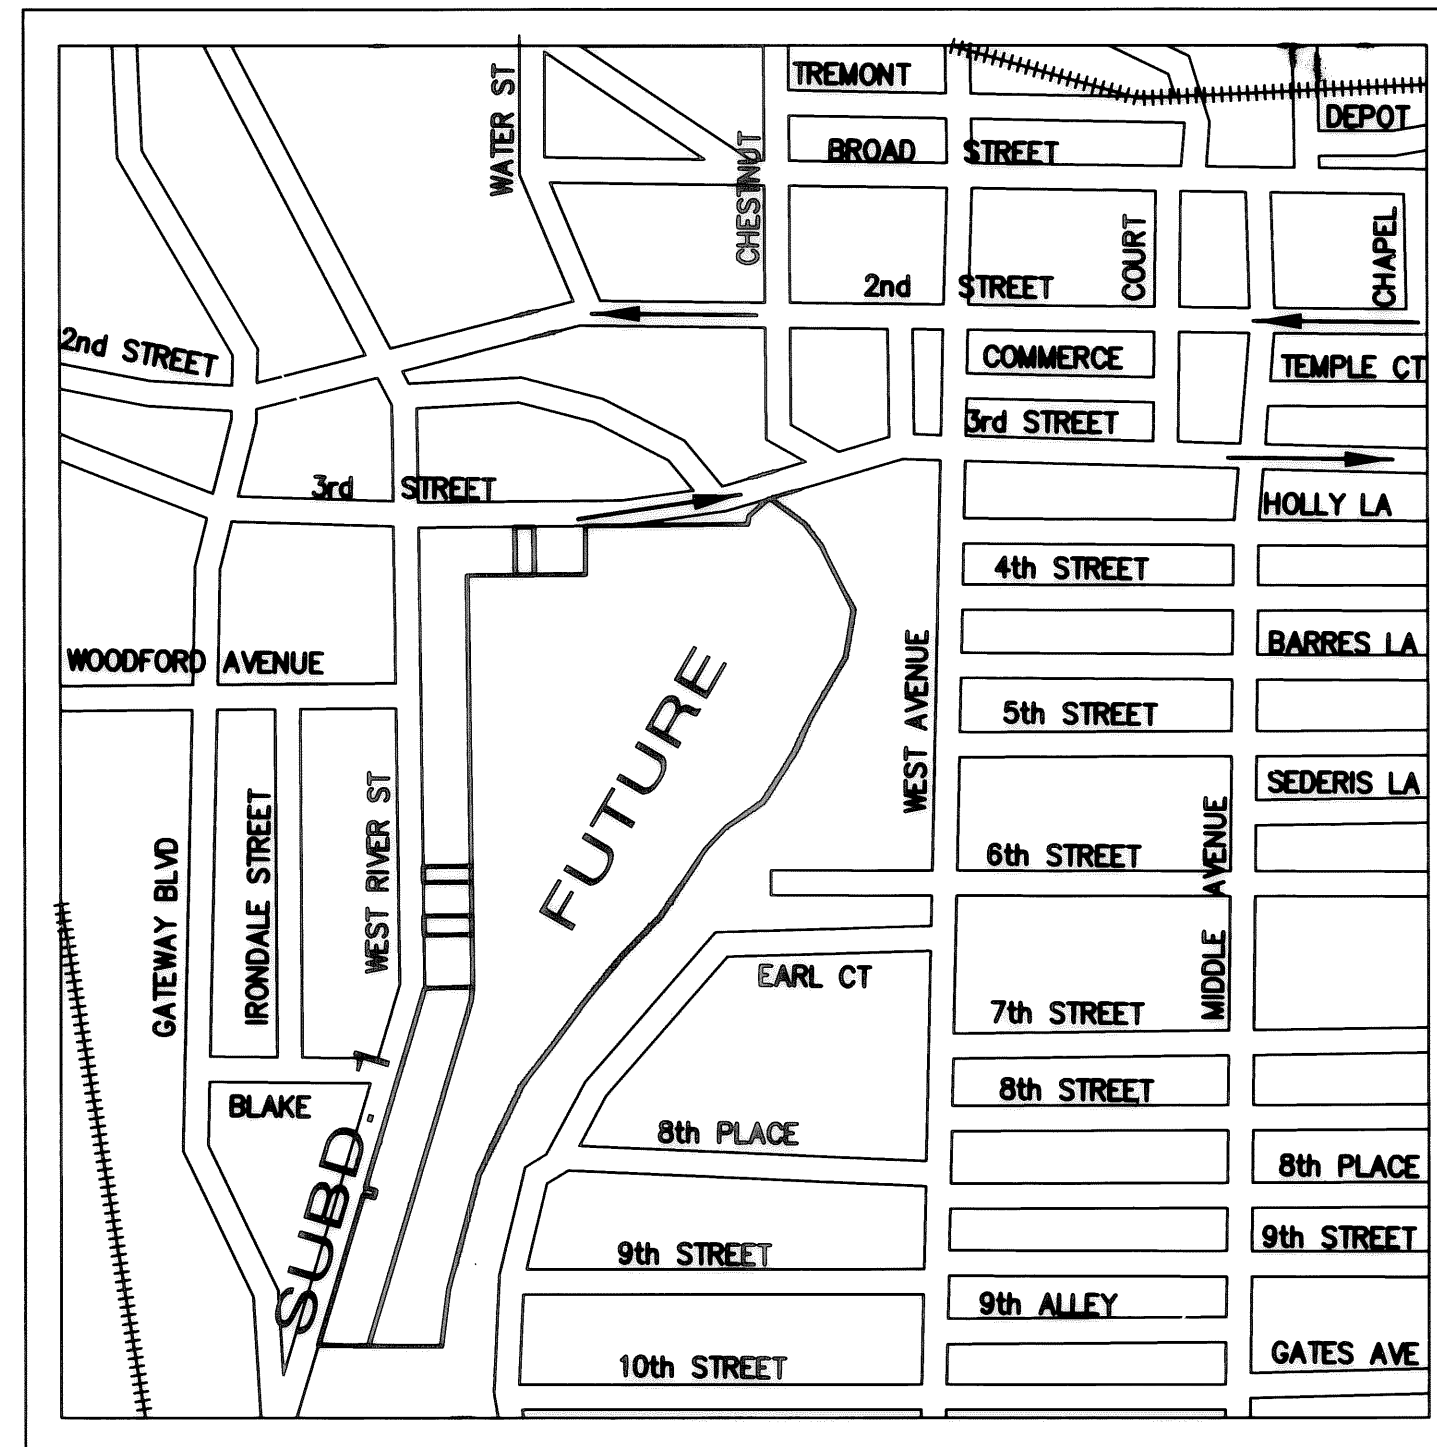 TREMONT
WATER ST
DEPOT
CHESTNUT
BROAD STREET
COURT
CHAPEL
2nd STREET
2nd STREET
COMMERCE
TEMPLE CT
3rd STREET
3rd STREET
HOLLY LA
4th STREET
WOODFORD AVENUE
BARRES LA
FUTURE
WEST AVENUE
5th STREET
SEDERIS LA
WEST RIVER ST
IRONDALE STREET
GATEWAY BLVD
6th STREET
MIDDLE AVENUE
EARL CT
7th STREET
BLAKE
8th STREET
SUBD. 1
8th PLACE
8th PLACE
9th STREET
9th STREET
9th ALLEY
10th STREET
GATES AVE